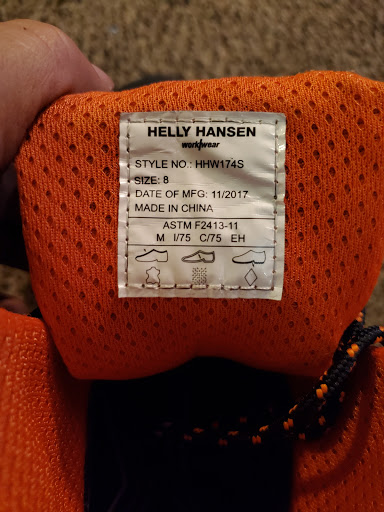 HELLY HANSEN
workwear
STYLE NO.: HHW174S
SIZE: 8
DATE OF MFG: 11/2017
MADE IN CHINA
ASTM F2413-11
M I/75 C/75 EH